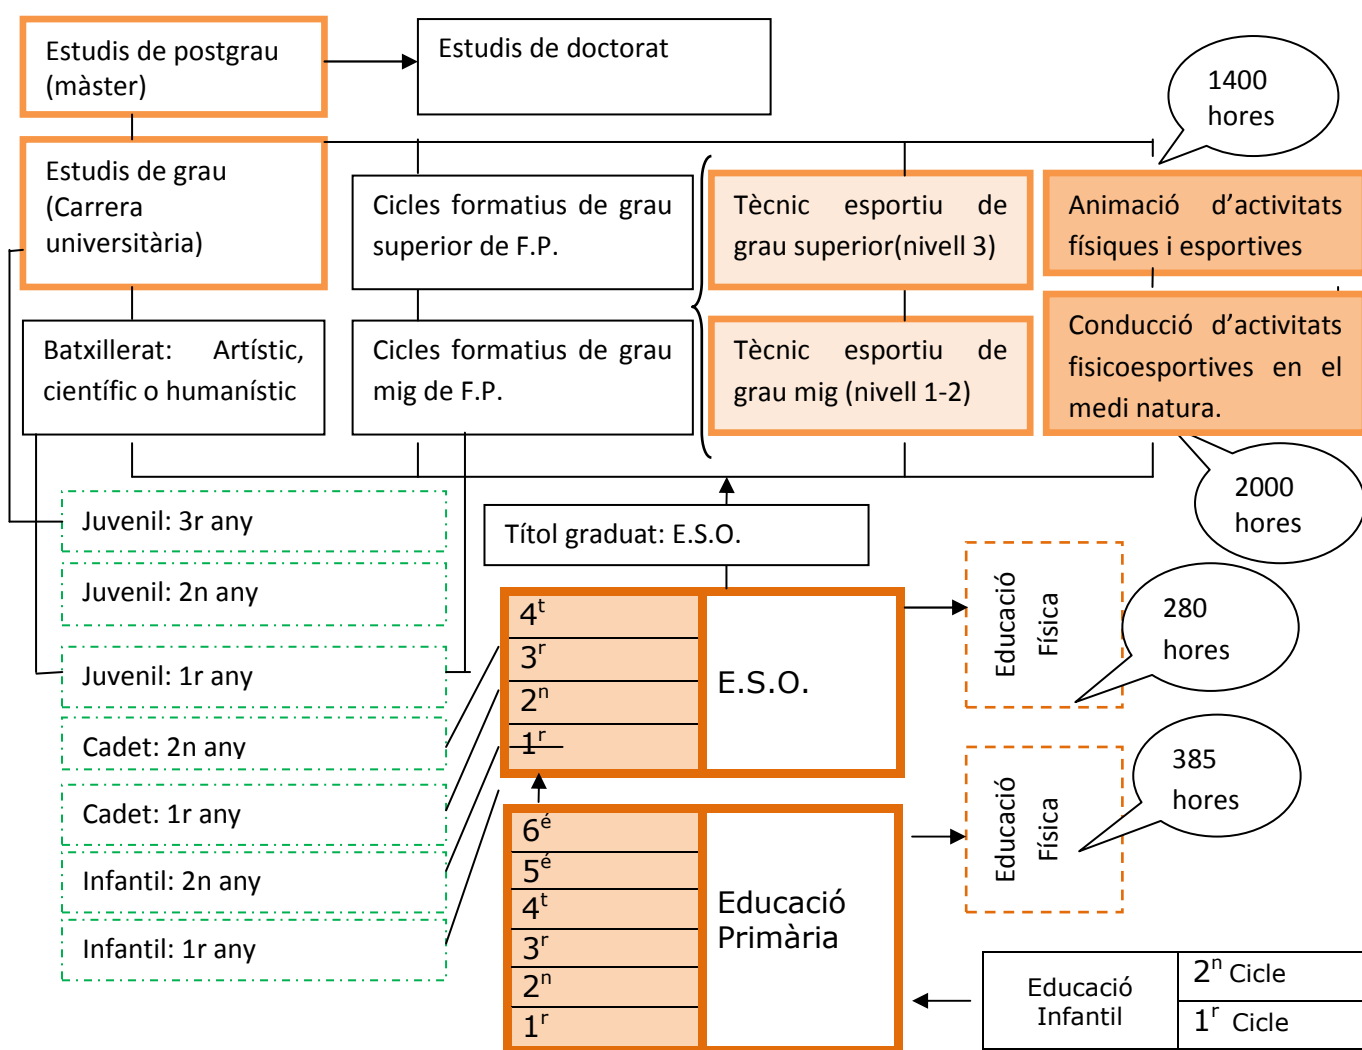 Estudis de postgrau
(màster)
Estudis de doctorat
1400
hores
Estudis de grau
(Carrera
universitària)
Cicles formatius de grau
superior de F.P.
Tècnic esportiu de
grau superior(nivell 3)
Animació d'activitats
físiques i esportives
Batxillerat: Artístic,
científic o humanístic
Cicles formatius de grau
mig de F.P.
Tècnic esportiu de
grau mig (nivell 1-2)
Conducció d'activitats
fisicoesportives en el
medi natura.
2000
hores
Juvenil: 3r any
Juvenil: 2n any
Juvenil: 1r any
Cadet: 2n any
Cadet: 1r any
Infantil: 2n any
Infantil: 1r any
Títol graduat: E.S.O.
4t
3r
2n
1r
E.S.O.
Educació
Física
280
hores
6é
5é
4t
3r
2n
1r
Educació
Primària
Educació
Física
385
hores
Educació
Infantil
2n Cicle
1r Cicle